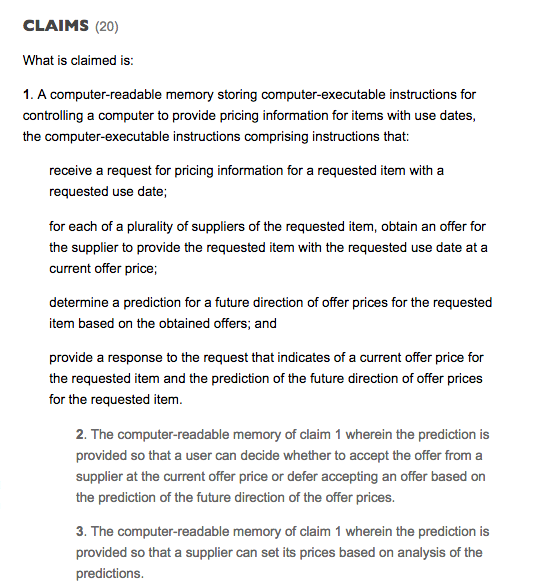 CLAIMS (20)
What is claimed is:
1. A computer-readable memory storing computer-executable instructions for
controlling a computer to provide pricing information for items with use dates,
the computer-executable instructions comprising instructions that:
receive a request for pricing information for a requested item with a
requested use date;
for each of a plurality of suppliers of the requested item, obtain an offer for
the supplier to provide the requested item with the requested use date at a
current offer price;
determine a prediction for a future direction of offer prices for the requested
item based on the obtained offers; and
provide a response to the request that indicates of a current offer price for
the requested item and the prediction of the future direction of offer prices
for the requested item.
2. The computer-readable memory of claim 1 wherein the prediction is
provided so that a user can decide whether to accept the offer from a
supplier at the current offer price or defer accepting an offer based on
the prediction of the future direction of the offer prices.
3. The computer-readable memory of claim 1 wherein the prediction is
provided so that a supplier can set its prices based on analysis of the
predictions.